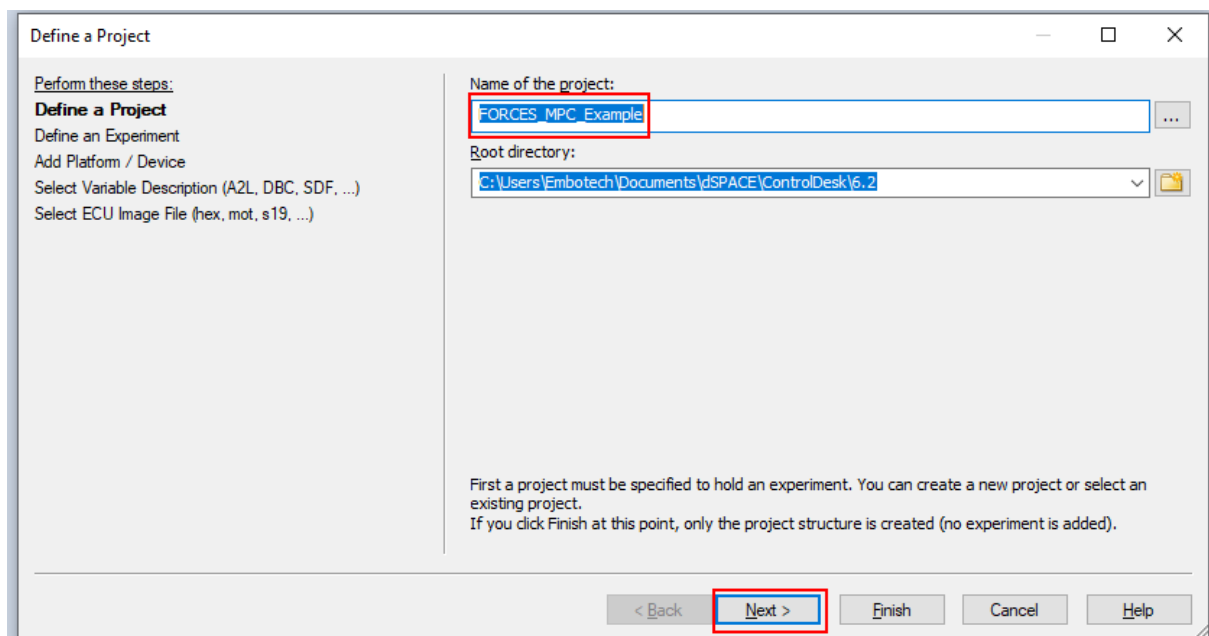 Define a Project
Perform these steps:
Define a Project
Define an Experiment
Add Platform / Device
Select Variable Description (A2L, DBC, SDF, ...)
Select ECU Image File (hex, mot, s19, ...)
Name of the project:
FORCES_MPC_Example
...
Root directory:
C:\Users\Embotech\Documents\dSPACE\ControlDesk\6.2
First a project must be specified to hold an experiment. You can create a new project or select an
existing project.
If you click Finish at this point, only the project structure is created (no experiment is added).
< Back Next > Finish Cancel Help